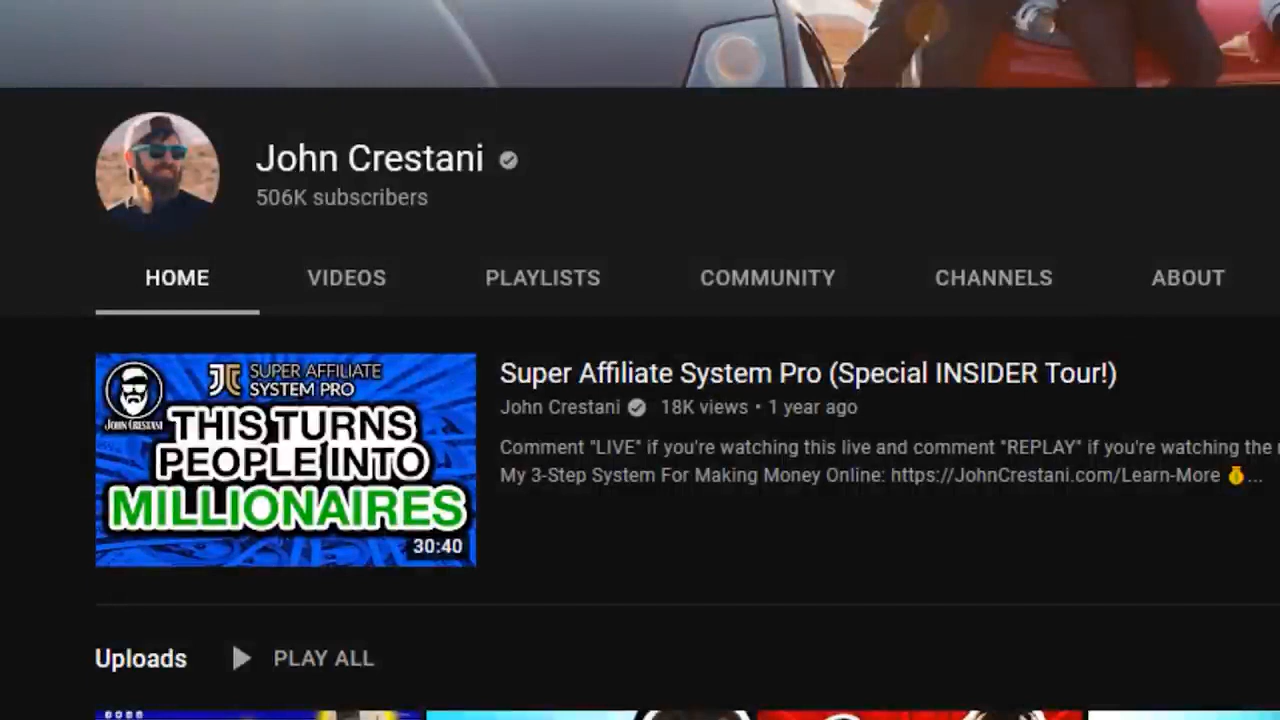 John Crestani
506K subscribers
HOME VIDEOS PLAYLISTS COMMUNITY CHANNELS ABOUT
SUPER AFFILIATE
SYSTEM PRO
JOHN CRESTANI
THIS TURNS
PEOPLE INTO
MILLIONAIRES
30:40
Super Affiliate System Pro (Special INSIDER Tour!)
John Crestani 18K views • 1 year ago
Comment "LIVE" if you're watching this live and comment "REPLAY" if you're watching the
My 3-Step System For Making Money Online: https://JohnCrestani.com/Learn-More 💰...
Uploads PLAY ALL